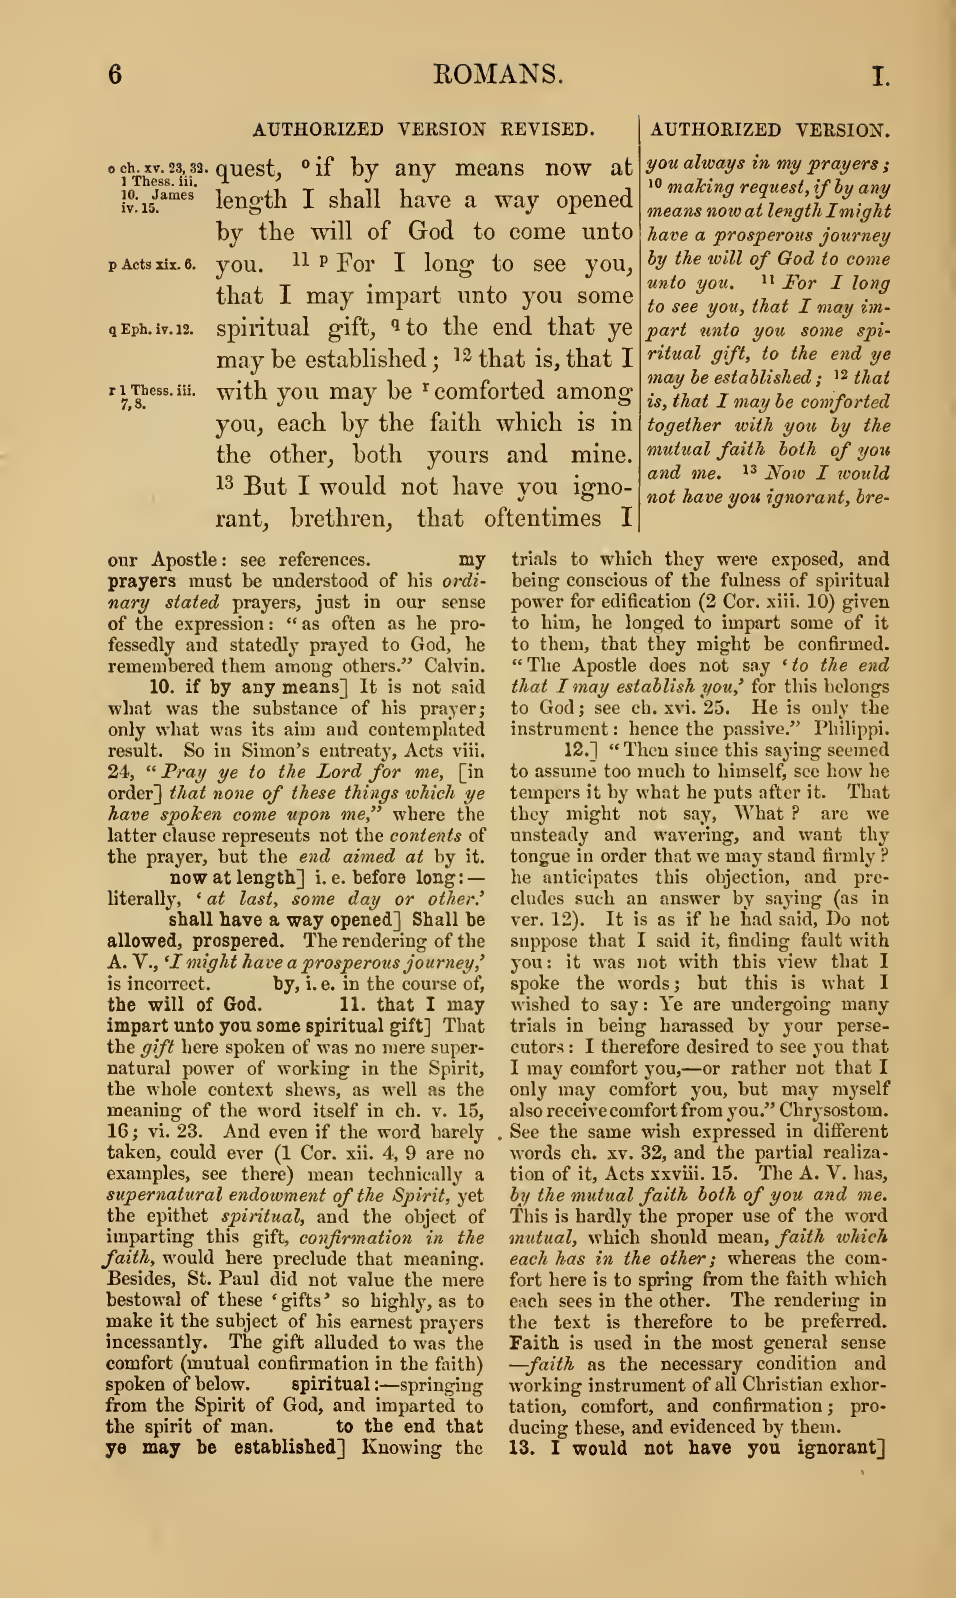 6 ROMANS. I.
AUTHORIZED VERSION REVISED.
o ch. xv. 23, 32.
1 Thess. iii.
10. James
iv. 15.
p Acts xix. 6.
q Eph. iv. 12.
r 1 Thess. iii.
7, 8.
quest, o if by any means now at
length I shall have a way opened
by the will of God to come unto
you. 11 p For I long to see you,
that I may impart unto you some
spiritual gift, q to the end that ye
may be established; 12 that is, that I
with you may be r comforted among
you, each by the faith which is in
the other, both yours and mine.
13 But I would not have you igno-
rant, brethren, that oftentimes I
AUTHORIZED VERSION.
you always in my prayers;
10 making request, if by any
means now at length I might
have a prosperous journey
by the will of God to come
unto you. 11 For I long
to see you, that I may im-
part unto you some spi-
ritual gift, to the end ye
may be established; 12 that
is, that I may be comforted
together with you by the
mutual faith both of you
and me. 13 Now I would
not have you ignorant, bre-
our Apostle: see references. my
prayers must be understood of his ordi-
nary stated prayers, just in our sense
of the expression: "as often as he pro-
fessedly and statedly prayed to God, he
remembered them among others." Calvin.
10. if by any means] It is not said
what was the substance of his prayer;
only what was its aim and contemplated
result. So in Simon's entreaty, Acts viii.
24, "Pray ye to the Lord for me, [in
order] that none of these things which ye
have spoken come upon me," where the
latter clause represents not the contents of
the prayer, but the end aimed at by it.
now at length] i. e. before long:—
literally, 'at last, some day or other.'
shall have a way opened] Shall be
allowed, prospered. The rendering of the
A. V., 'I might have a prosperous journey,'
is incorrect. by, i. e. in the course of,
the will of God. 11. that I may
impart unto you some spiritual gift] That
the gift here spoken of was no mere super-
natural power of working in the Spirit,
the whole context shews, as well as the
meaning of the word itself in ch. v. 15,
16; vi. 23. And even if the word barely
taken, could ever (1 Cor. xii. 4, 9 are no
examples, see there) mean technically a
supernatural endowment of the Spirit, yet
the epithet spiritual, and the object of
imparting this gift, confirmation in the
faith, would here preclude that meaning.
Besides, St. Paul did not value the mere
bestowal of these 'gifts' so highly, as to
make it the subject of his earnest prayers
incessantly. The gift alluded to was the
comfort (mutual confirmation in the faith)
spoken of below. spiritual:—springing
from the Spirit of God, and imparted to
the spirit of man. to the end that
ye may be established] Knowing the
trials to which they were exposed, and
being conscious of the fulness of spiritual
power for edification (2 Cor. xiii. 10) given
to him, he longed to impart some of it
to them, that they might be confirmed.
"The Apostle does not say 'to the end
that I may establish you,' for this belongs
to God; see ch. xvi. 25. He is only the
instrument: hence the passive." Philippi.
12.] "Then since this saying seemed
to assume too much to himself, see how he
tempers it by what he puts after it. That
they might not say, What? are we
unsteady and wavering, and want thy
tongue in order that we may stand firmly?
he anticipates this objection, and pre-
cludes such an answer by saying (as in
ver. 12). It is as if he had said, Do not
suppose that I said it, finding fault with
you: it was not with this view that I
spoke the words; but this is what I
wished to say: Ye are undergoing many
trials in being harassed by your perse-
cutors: I therefore desired to see you that
I may comfort you,—or rather not that I
only may comfort you, but may myself
also receive comfort from you." Chrysostom.
See the same wish expressed in different
words ch. xv. 32, and the partial realiza-
tion of it, Acts xxviii. 15. The A. V. has,
by the mutual faith both of you and me.
This is hardly the proper use of the word
mutual, which should mean, faith which
each has in the other; whereas the com-
fort here is to spring from the faith which
each sees in the other. The rendering in
the text is therefore to be preferred.
Faith is used in the most general sense
—faith as the necessary condition and
working instrument of all Christian exhor-
tation, comfort, and confirmation; pro-
ducing these, and evidenced by them.
13. I would not have you ignorant]